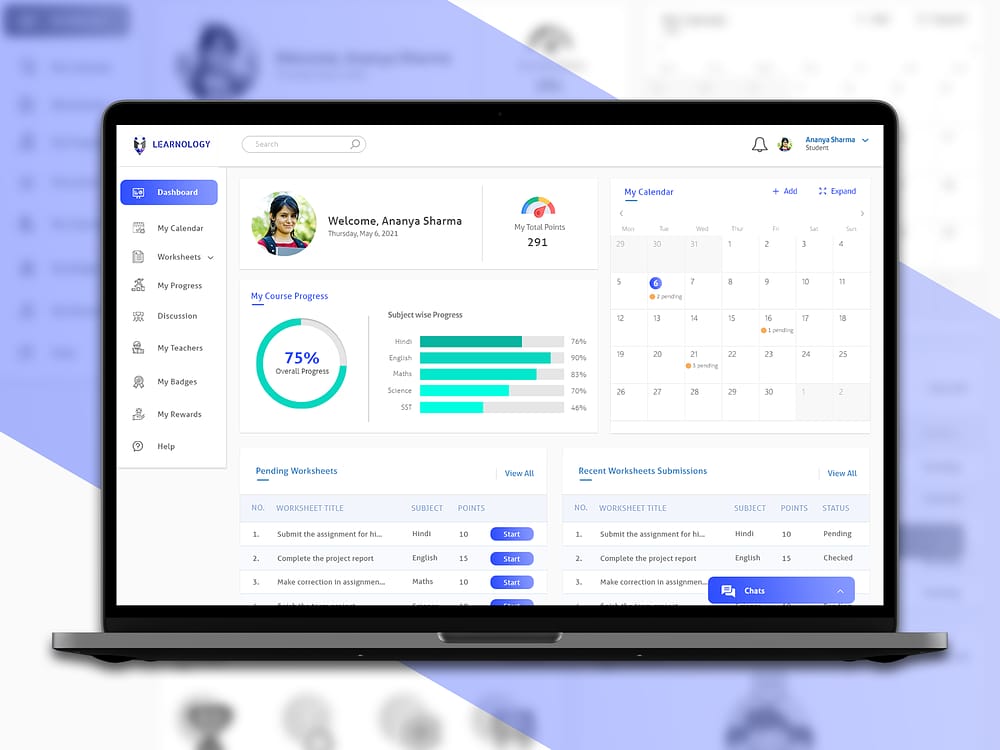 LEARNOLOGY
Search
Ananya Sharma
Student
Dashboard
My Calendar
Worksheets
My Progress
Discussion
My Teachers
My Badges
My Rewards
Help
Welcome, Ananya Sharma
Thursday, May 6, 2021
My Total Points
291
My Course Progress
75%
Overall Progress
Subject wise Progress
Hindi 76%
English 90%
Maths 83%
Science 70%
SST 46%
My Calendar + Add Expand
Mon Tue Wed Thur Fri Sat Sun
29 30 31 1 2 3 4
5 6 7 8 9 10 11
2 pending
12 13 14 15 16 17 18
1 pending
19 20 21 22 23 24 25
3 pending
26 27 28 29 30 1 2
Pending Worksheets View All
NO. WORKSHEET TITLE SUBJECT POINTS
1. Submit the assignment for hi... Hindi 10 Start
2. Complete the project report English 15 Start
3. Make correction in assignmen... Maths 10 Start
Recent Worksheets Submissions View All
NO. WORKSHEET TITLE SUBJECT POINTS STATUS
1. Submit the assignment for hi... Hindi 10 Pending
2. Complete the project report English 15 Checked
3. Make correction in assignmen...
Chats